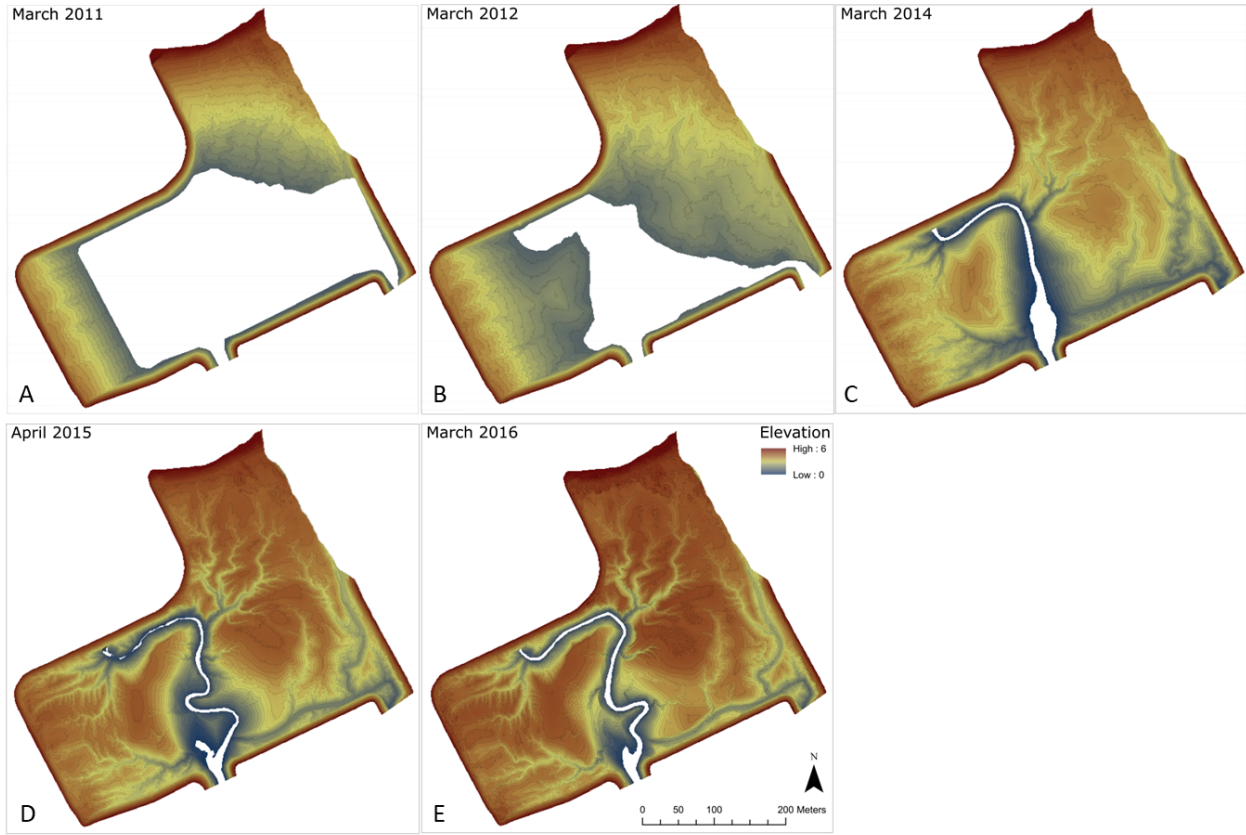 March 2011
March 2012
March 2014
A
B
C
April 2015
March 2016
Elevation
High : 6
Low : 0
N
0 50 100 200 Meters
D
E